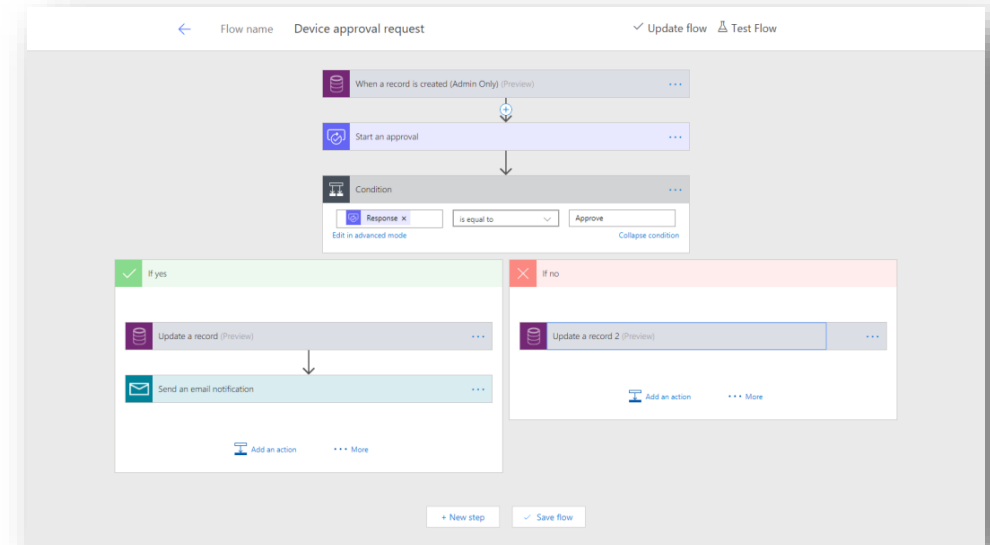 Flow name Device approval request Update flow Test Flow
When a record is created (Admin Only) (Preview)
Start an approval
Condition
Response × is equal to Approve
Edit in advanced mode Collapse condition
If yes If no
Update a record (Preview) Update a record 2 (Preview)
Send an email notification
Add an action ··· More
Add an action ··· More
+ New step Save flow